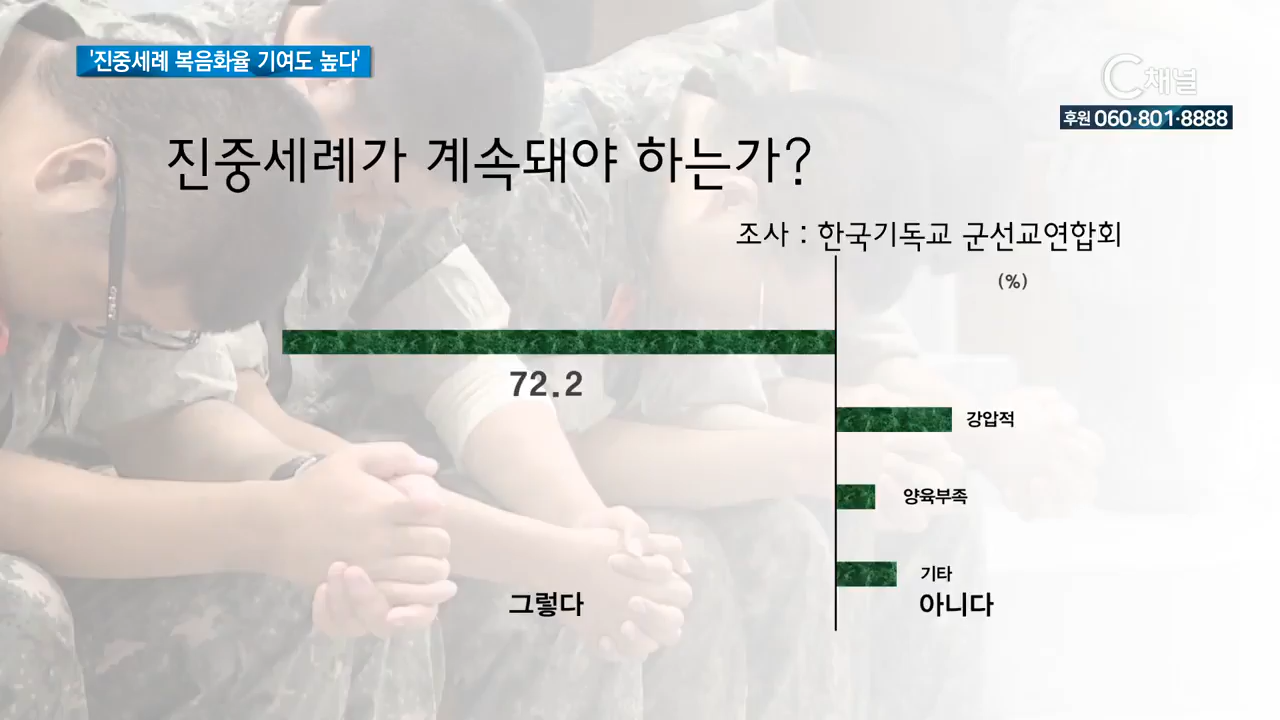 '진중세례 복음화율 기여도 높다'
C채널
후원 060·801·8888
진중세례가 계속돼야 하는가?
조사 : 한국기독교 군선교연합회
(%)
72.2
강압적
양육부족
기타
그렇다
아니다